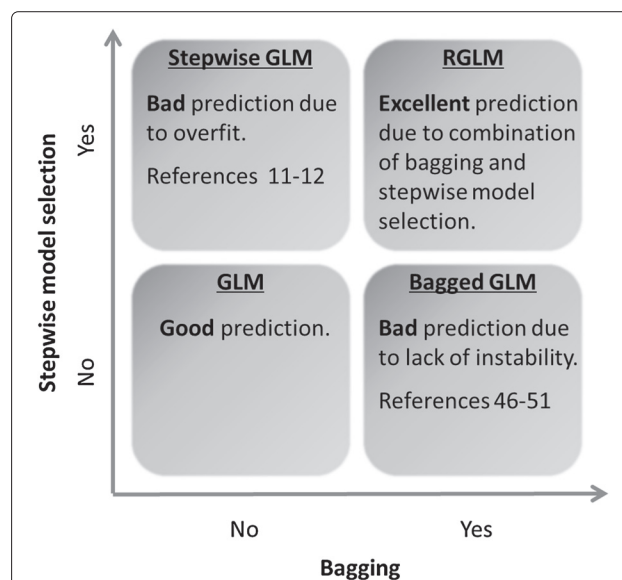 Stepwise GLM
Bad prediction due
to overfit.
References 11-12
RGLM
Excellent prediction
due to combination
of bagging and
stepwise model
selection.
GLM
Good prediction.
Bagged GLM
Bad prediction due
to lack of instability.
References 46-51
Stepwise model selection
Yes
No
No
Yes
Bagging